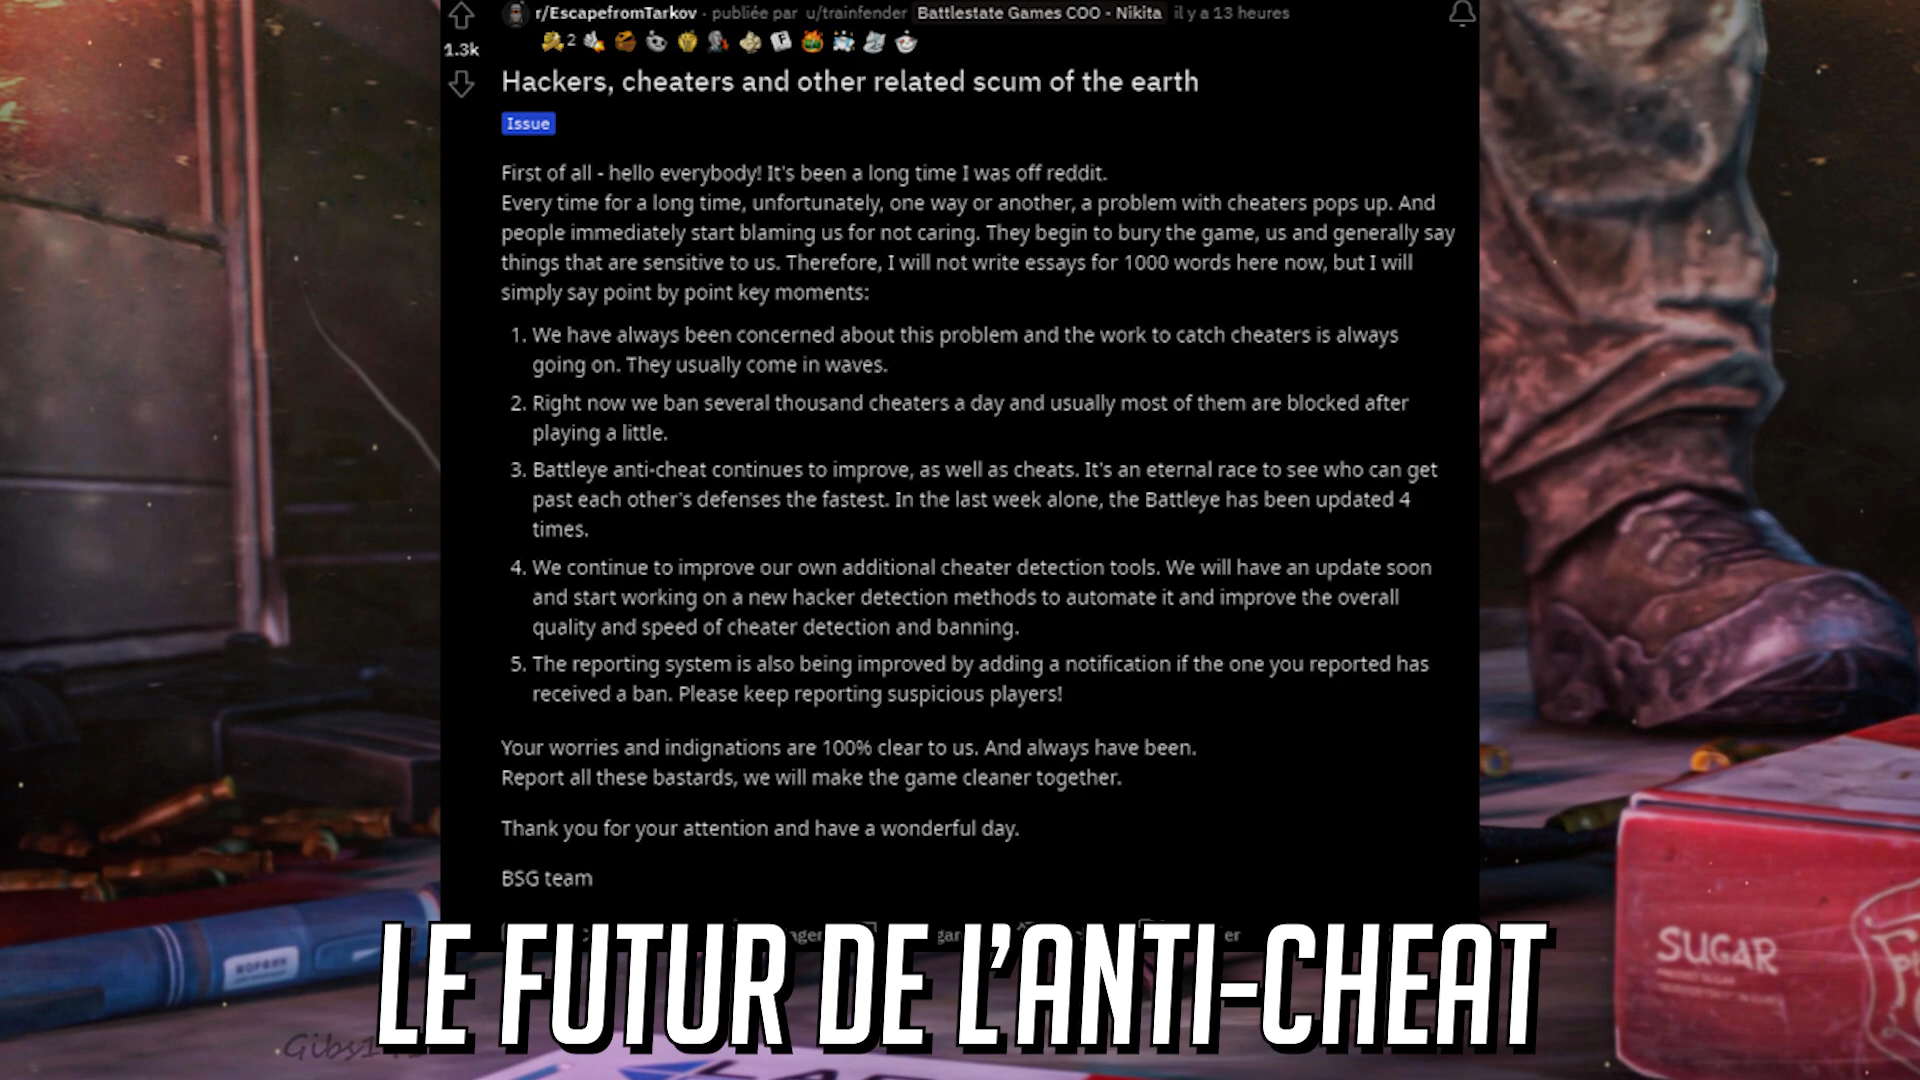 r/EscapefromTarkov · publiée par u/trainfender Battlestate Games COO - Nikita il y a 13 heures
2
1.3k
Hackers, cheaters and other related scum of the earth
Issue
First of all - hello everybody! It's been a long time I was off reddit.
Every time for a long time, unfortunately, one way or another, a problem with cheaters pops up. And
people immediately start blaming us for not caring. They begin to bury the game, us and generally say
things that are sensitive to us. Therefore, I will not write essays for 1000 words here now, but I will
simply say point by point key moments:
1. We have always been concerned about this problem and the work to catch cheaters is always
going on. They usually come in waves.
2. Right now we ban several thousand cheaters a day and usually most of them are blocked after
playing a little.
3. Battleye anti-cheat continues to improve, as well as cheats. It's an eternal race to see who can get
past each other's defenses the fastest. In the last week alone, the Battleye has been updated 4
times.
4. We continue to improve our own additional cheater detection tools. We will have an update soon
and start working on a new hacker detection methods to automate it and improve the overall
quality and speed of cheater detection and banning.
5. The reporting system is also being improved by adding a notification if the one you reported has
received a ban. Please keep reporting suspicious players!
Your worries and indignations are 100% clear to us. And always have been.
Report all these bastards, we will make the game cleaner together.
Thank you for your attention and have a wonderful day.
BSG team
LE FUTUR DE L'ANTI-CHEAT
SUGAR
МОРФИН